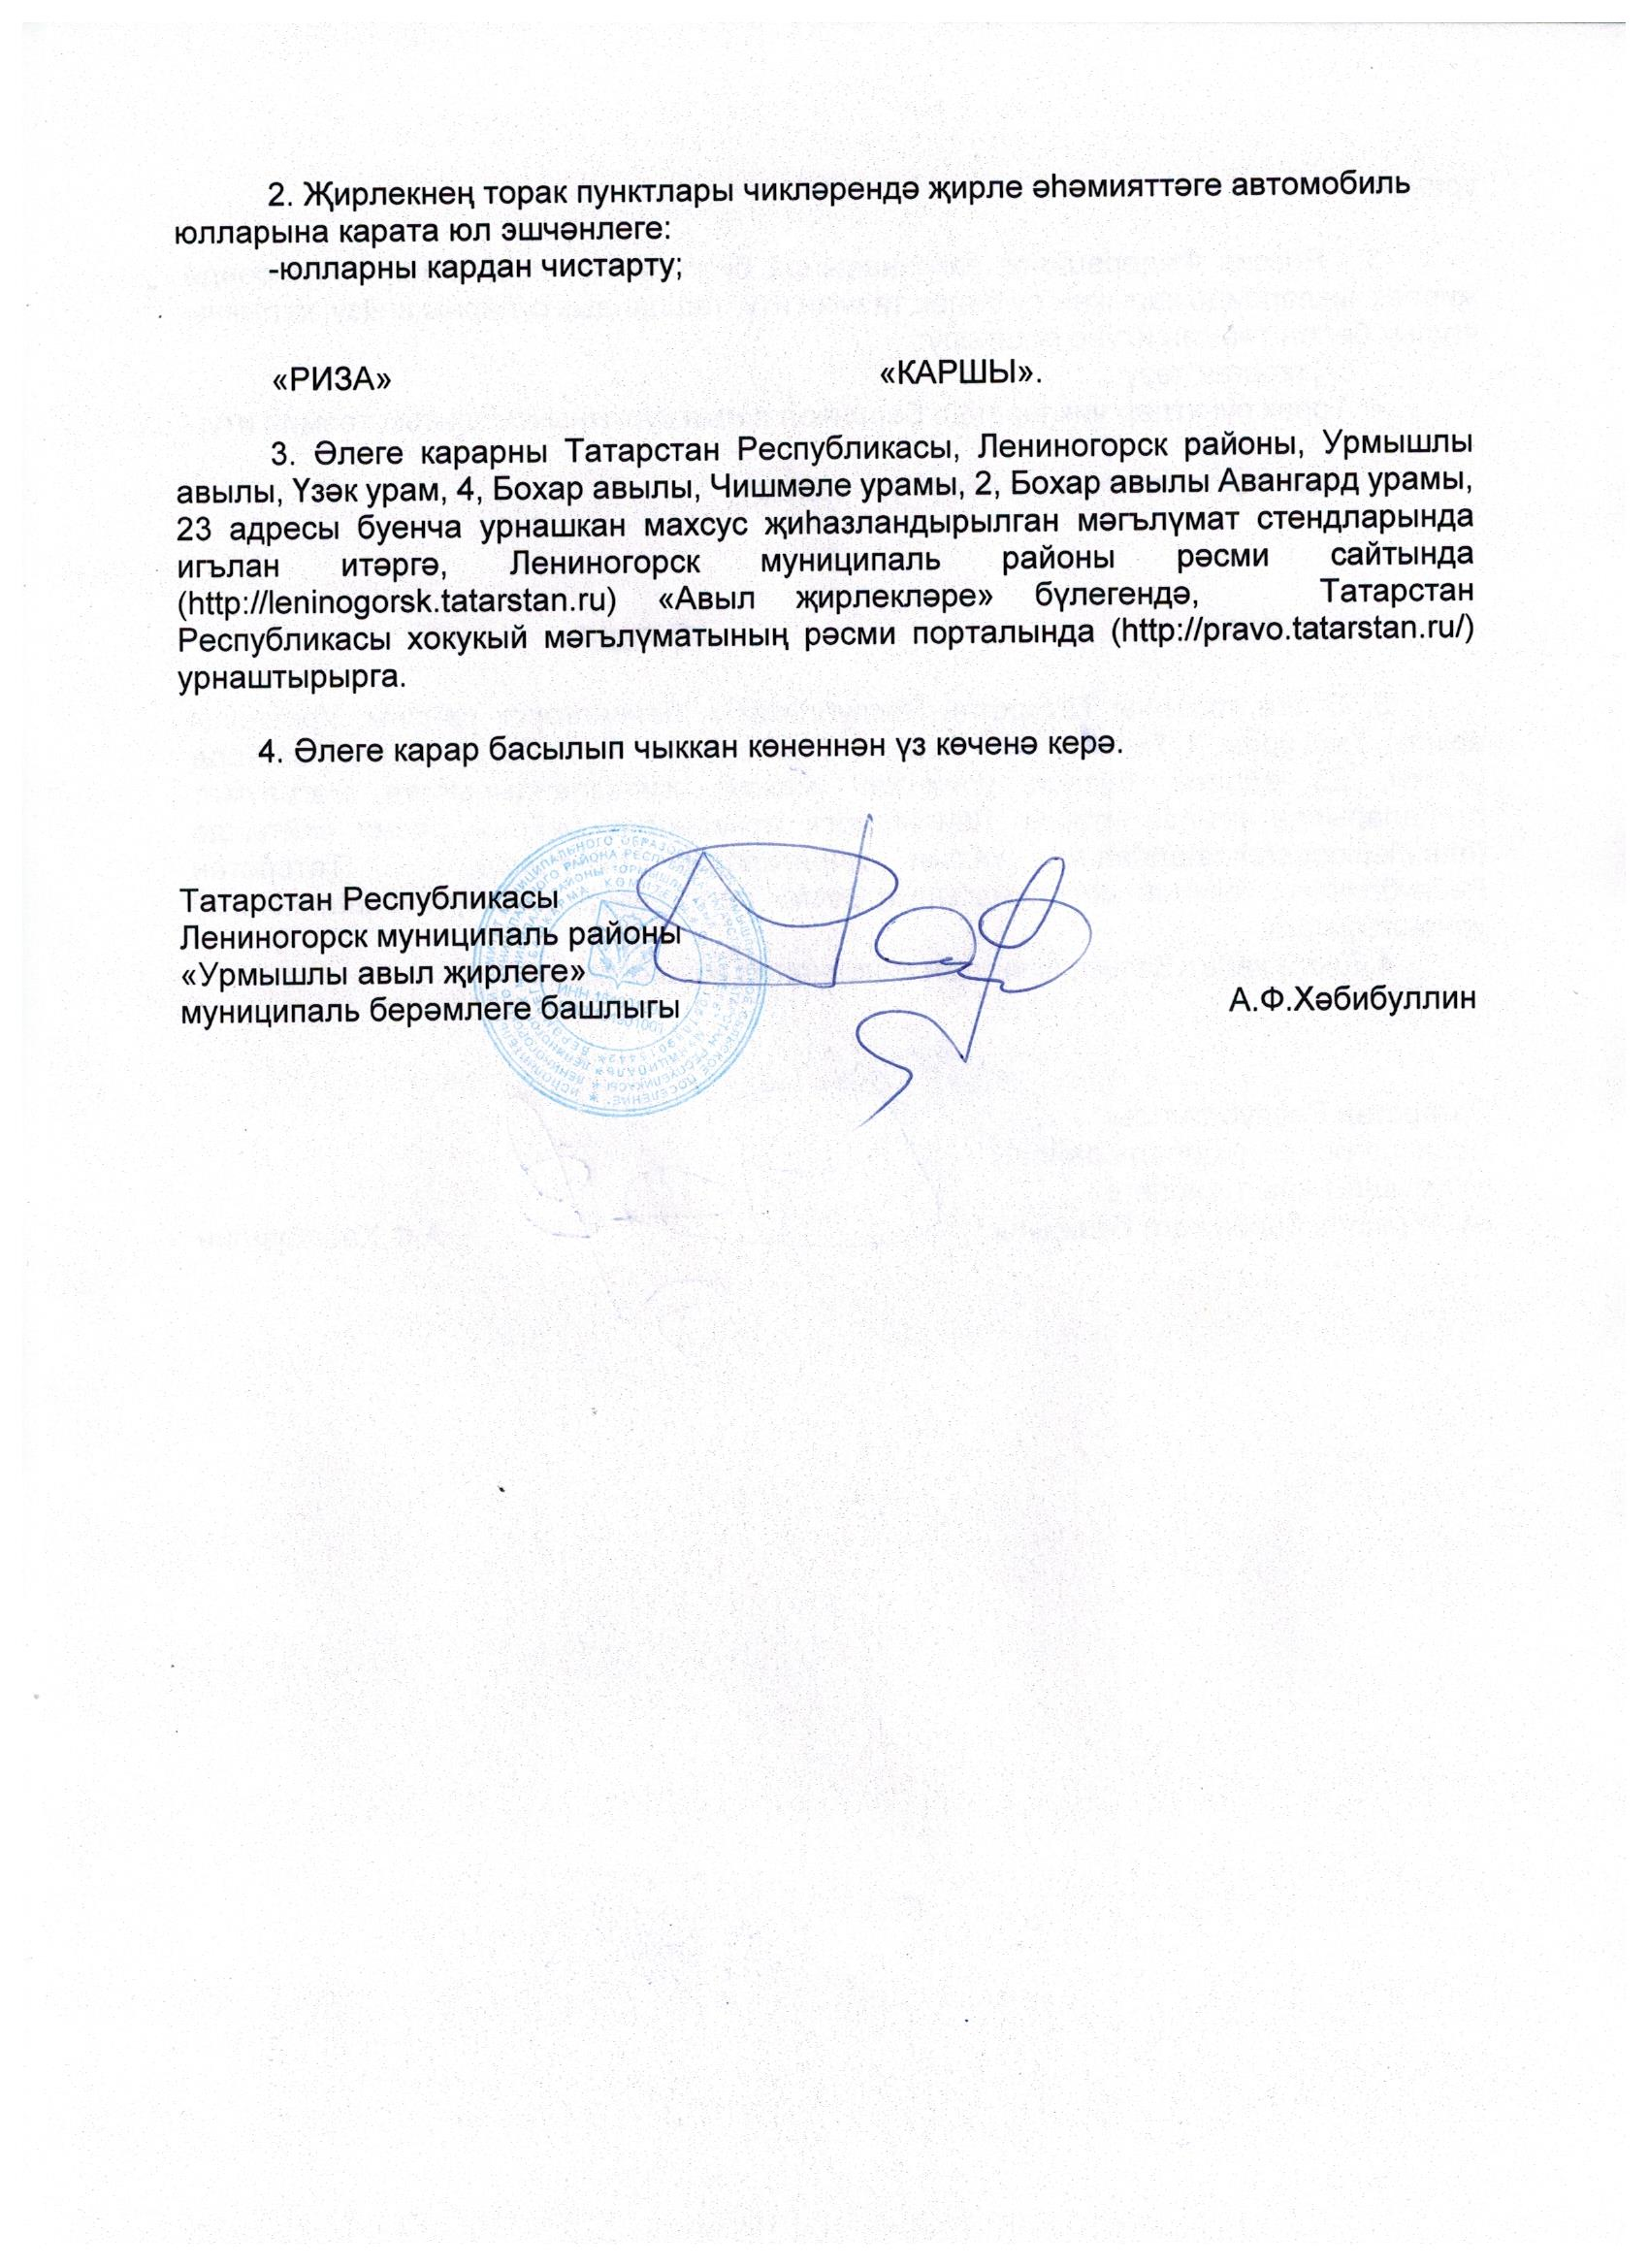 2. Җирлекнең торак пунктлары чикләрендә җирле әһәмияттәге автомобиль
юлларына карата юл эшчәнлеге:
-юлларны кардан чистарту;
«РИЗА» «КАРШЫ».
3. Әлеге карарны Татарстан Республикасы, Лениногорск районы, Урмышлы
авылы, Үзәк урам, 4, Бохар авылы, Чишмәле урамы, 2, Бохар авылы Авангард урамы,
23 адресы буенча урнашкан махсус җиһазландырылган мәгълүмат стендларында
игълан итәргә, Лениногорск муниципаль районы рәсми сайтында
(http://leninogorsk.tatarstan.ru) «Авыл җирлекләре» бүлегендә, Татарстан
Республикасы хокукый мәгълүматының рәсми порталында (http://pravo.tatarstan.ru/)
урнаштырырга.
4. Әлеге карар басылып чыккан көненнән үз көченә керә.
Татарстан Республикасы
Лениногорск муниципаль районы
«Урмышлы авыл җирлеге»
муниципаль берәмлеге башлыгы А.Ф.Хәбибуллин